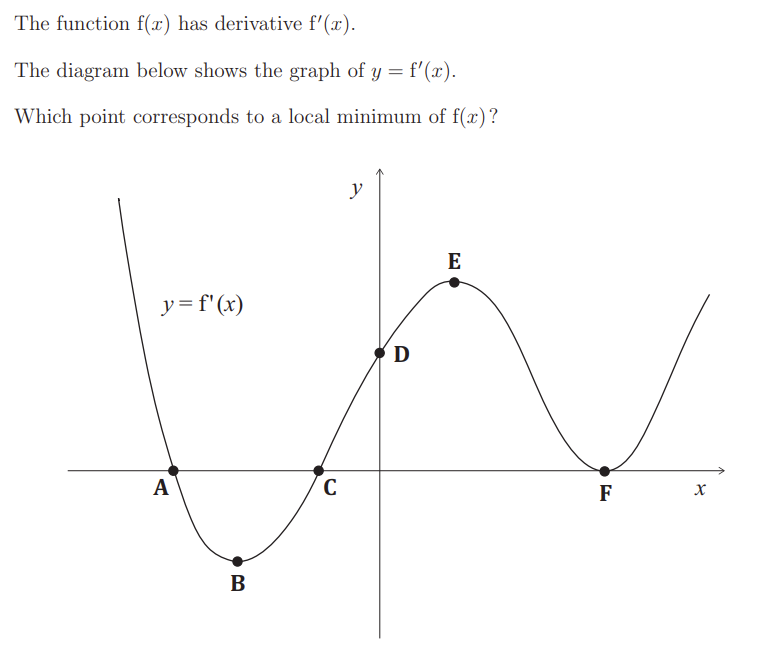 The function f(x) has derivative f′(x).
The diagram below shows the graph of y = f′(x).
Which point corresponds to a local minimum of f(x)?
y
E
y = f'(x)
D
A
C
F
x
B